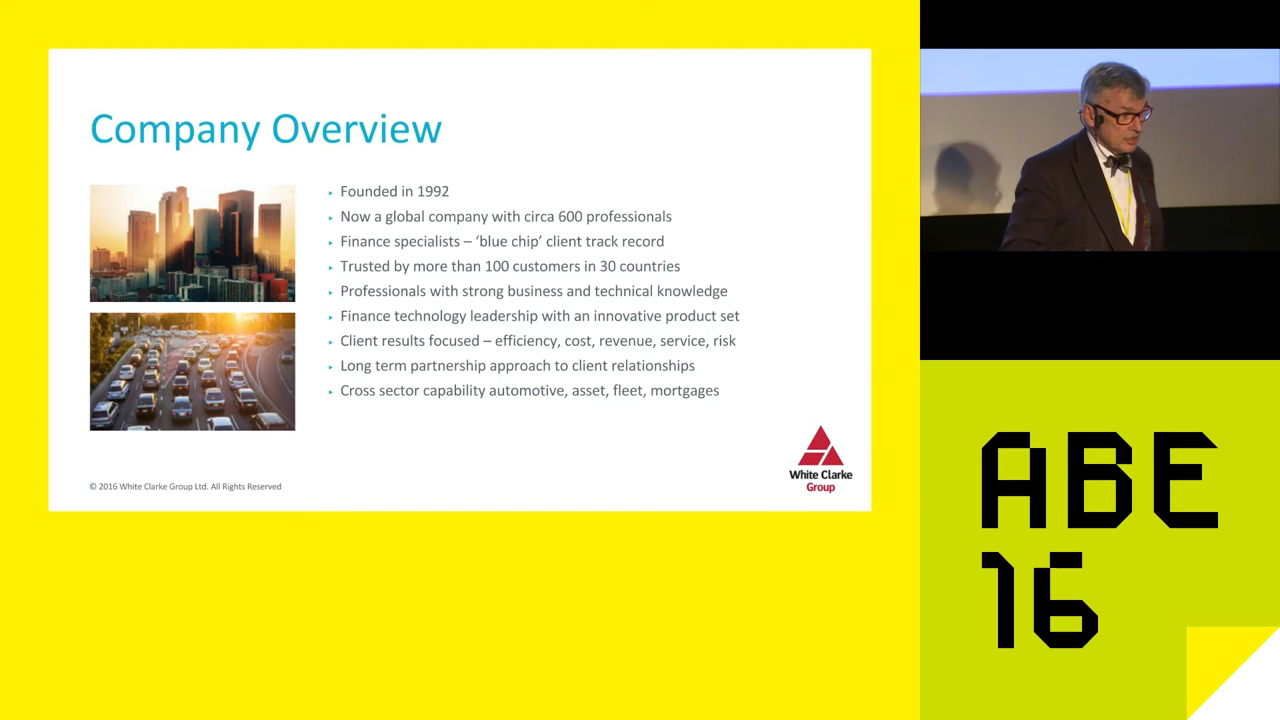 Company Overview
Founded in 1992
Now a global company with circa 600 professionals
Finance specialists – ‘blue chip’ client track record
Trusted by more than 100 customers in 30 countries
Professionals with strong business and technical knowledge
Finance technology leadership with an innovative product set
Client results focused – efficiency, cost, revenue, service, risk
Long term partnership approach to client relationships
Cross sector capability automotive, asset, fleet, mortgages
© 2016 White Clarke Group Ltd. All Rights Reserved
White Clarke
Group
ABE
16